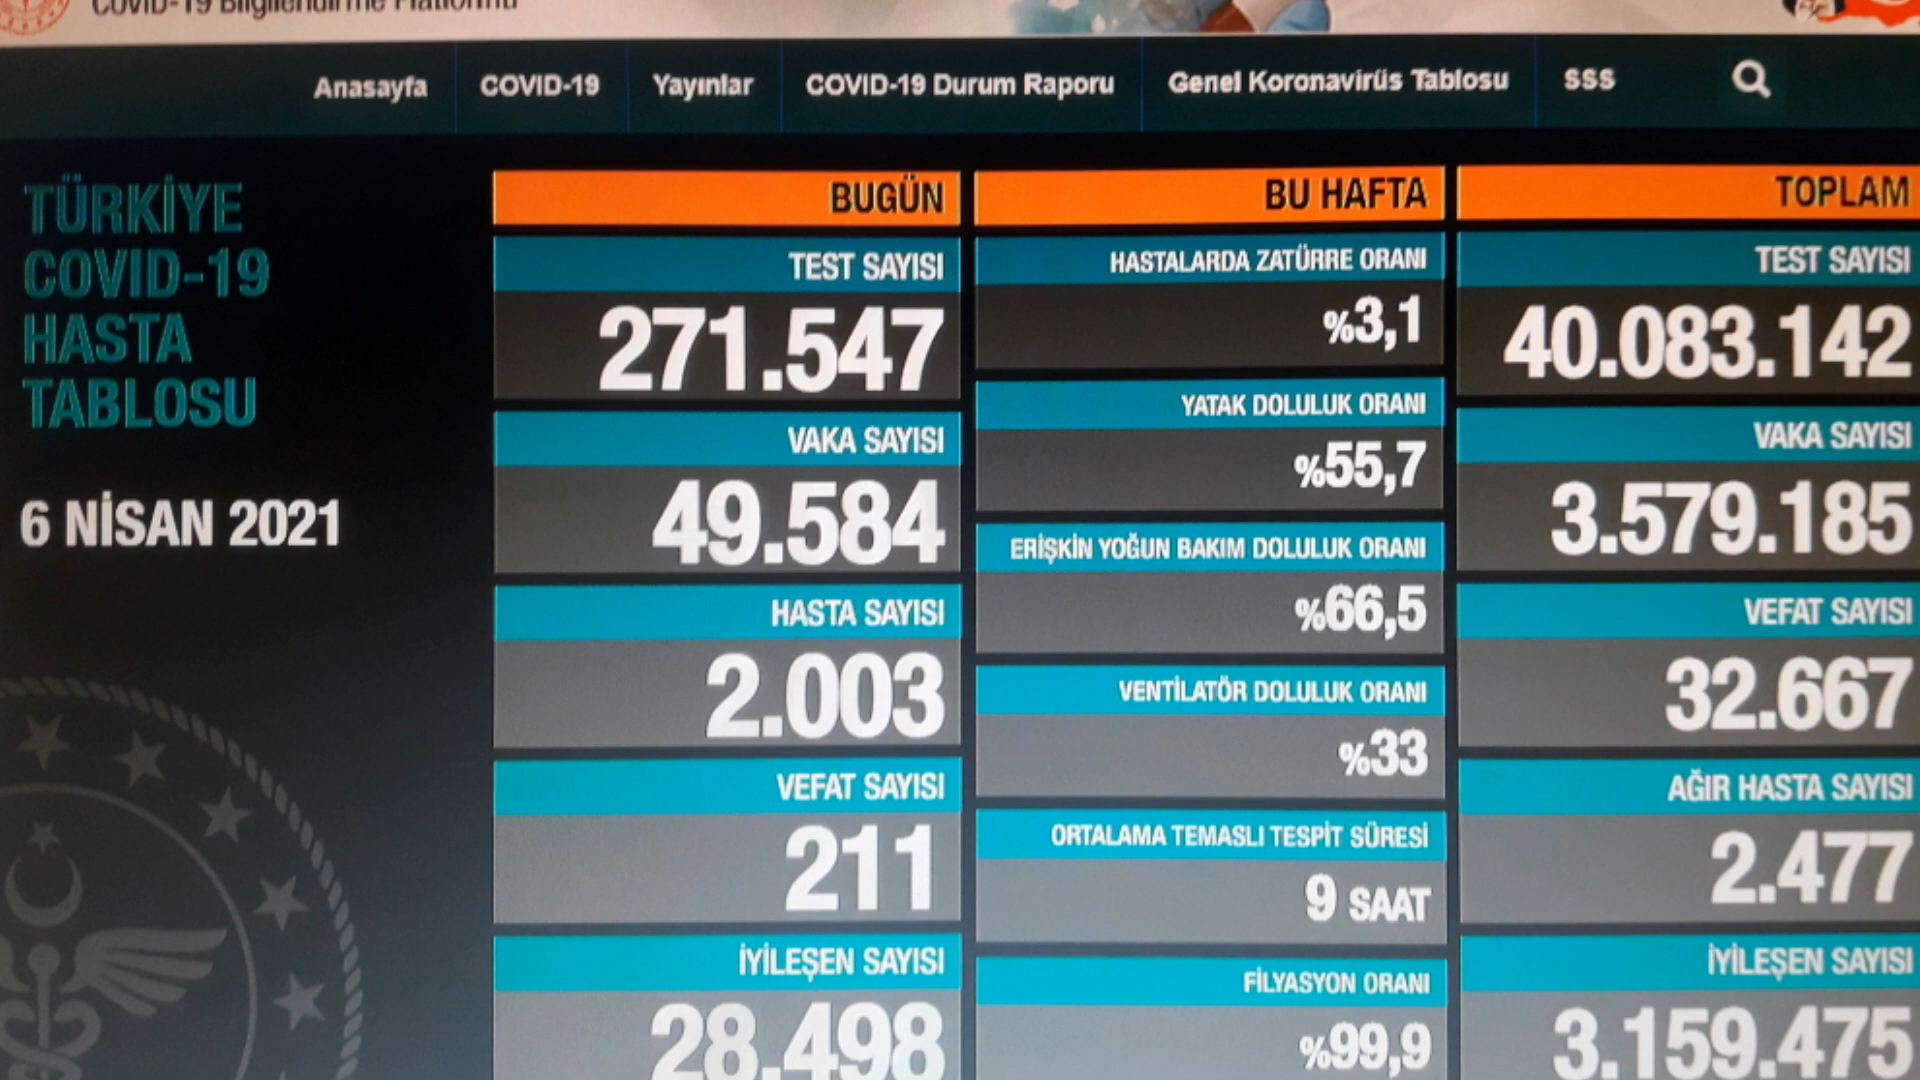 COVID-19 Bilgilendirme Platformu
Anasayfa
COVID-19
Yayınlar
COVID-19 Durum Raporu
Genel Koronavirüs Tablosu
SSS
TÜRKİYE
COVID-19
HASTA
TABLOSU
6 NİSAN 2021
BUGÜN
TEST SAYISI
271.547
VAKA SAYISI
49.584
HASTA SAYISI
2.003
VEFAT SAYISI
211
İYİLEŞEN SAYISI
28.498
BU HAFTA
HASTALARDA ZATÜRRE ORANI
%3,1
YATAK DOLULUK ORANI
%55,7
ERİŞKİN YOĞUN BAKIM DOLULUK ORANI
%66,5
VENTİLATÖR DOLULUK ORANI
%33
ORTALAMA TEMASLI TESPİT SÜRESİ
9 SAAT
FİLYASYON ORANI
%99,9
TOPLAM
TEST SAYISI
40.083.142
VAKA SAYISI
3.579.185
VEFAT SAYISI
32.667
AĞIR HASTA SAYISI
2.477
İYİLEŞEN SAYISI
3.159.475